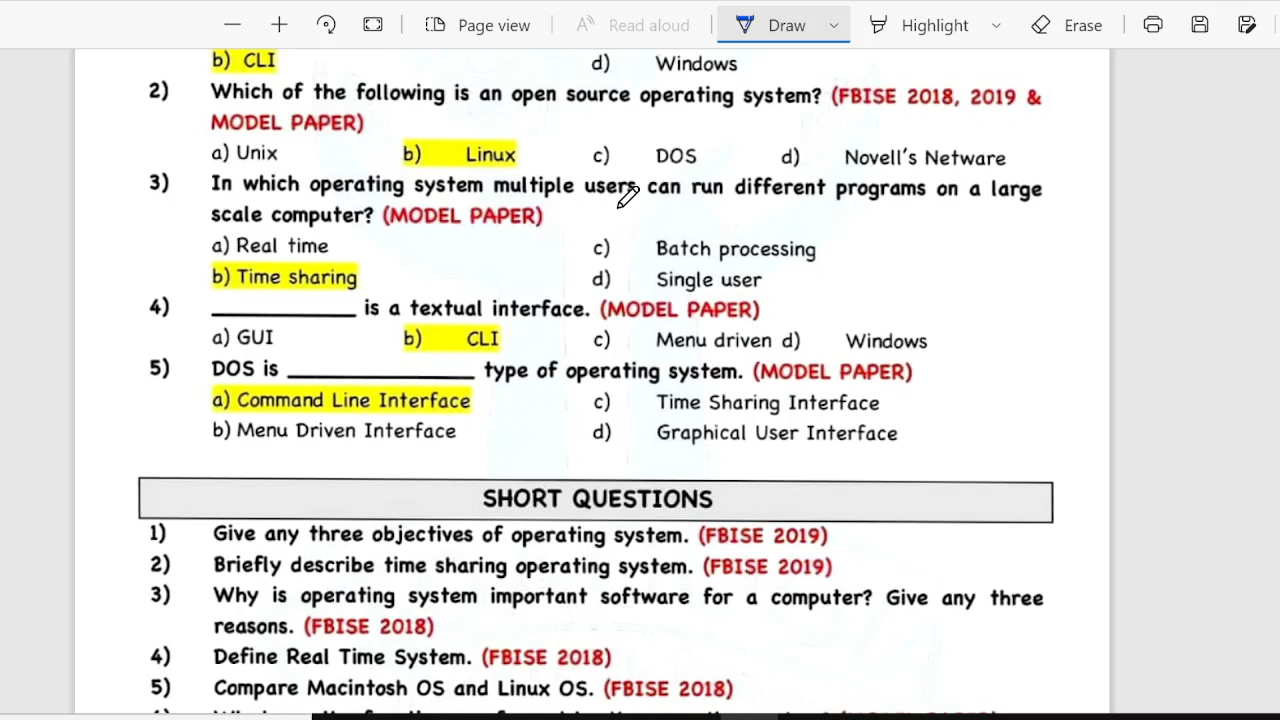 Page view Read aloud Draw Highlight Erase
b) CLI d) Windows
2) Which of the following is an open source operating system? (FBISE 2018, 2019 &
MODEL PAPER)
a) Unix b) Linux c) DOS d) Novell's Netware
3) In which operating system multiple users can run different programs on a large
scale computer? (MODEL PAPER)
a) Real time c) Batch processing
b) Time sharing d) Single user
4) ____________ is a textual interface. (MODEL PAPER)
a) GUI b) CLI c) Menu driven d) Windows
5) DOS is ________________ type of operating system. (MODEL PAPER)
a) Command Line Interface c) Time Sharing Interface
b) Menu Driven Interface d) Graphical User Interface
SHORT QUESTIONS
1) Give any three objectives of operating system. (FBISE 2019)
2) Briefly describe time sharing operating system. (FBISE 2019)
3) Why is operating system important software for a computer? Give any three
reasons. (FBISE 2018)
4) Define Real Time System. (FBISE 2018)
5) Compare Macintosh OS and Linux OS. (FBISE 2018)